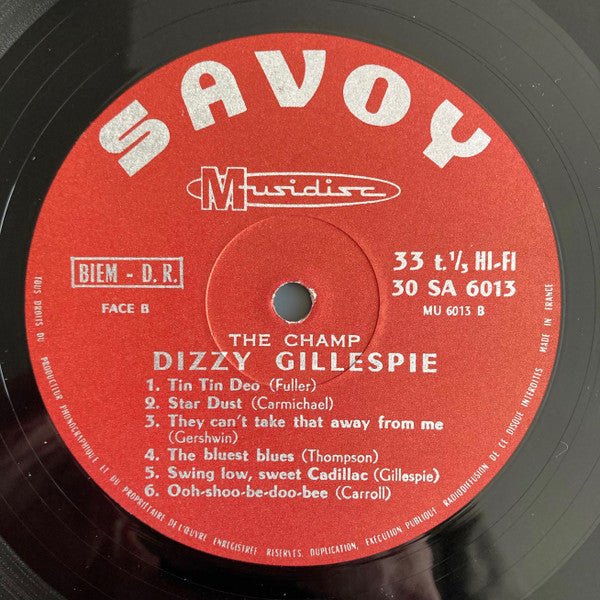 SAVOY
Musidisc
BIEM - D. R.
FACE B
33 t. 1/3 HI-FI
30 SA 6013
MU 6013 B
THE CHAMP
DIZZY GILLESPIE
1. Tin Tin Deo (Fuller)
2. Star Dust (Carmichael)
3. They can't take that away from me
(Gershwin)
4. The bluest blues (Thompson)
5. Swing low, sweet Cadillac (Gillespie)
6. Ooh-shoo-be-doo-bee (Carroll)
TOUS DROITS DU PRODUCTEUR PHONOGRAPHIQUE ET DU PROPRIÉTAIRE DE L'ŒUVRE ENREGISTRÉE RÉSERVÉS. DUPLICATION, EXÉCUTION PUBLIQUE RADIODIFFUSION DE CE DISQUE INTERDITES MADE IN FRANCE